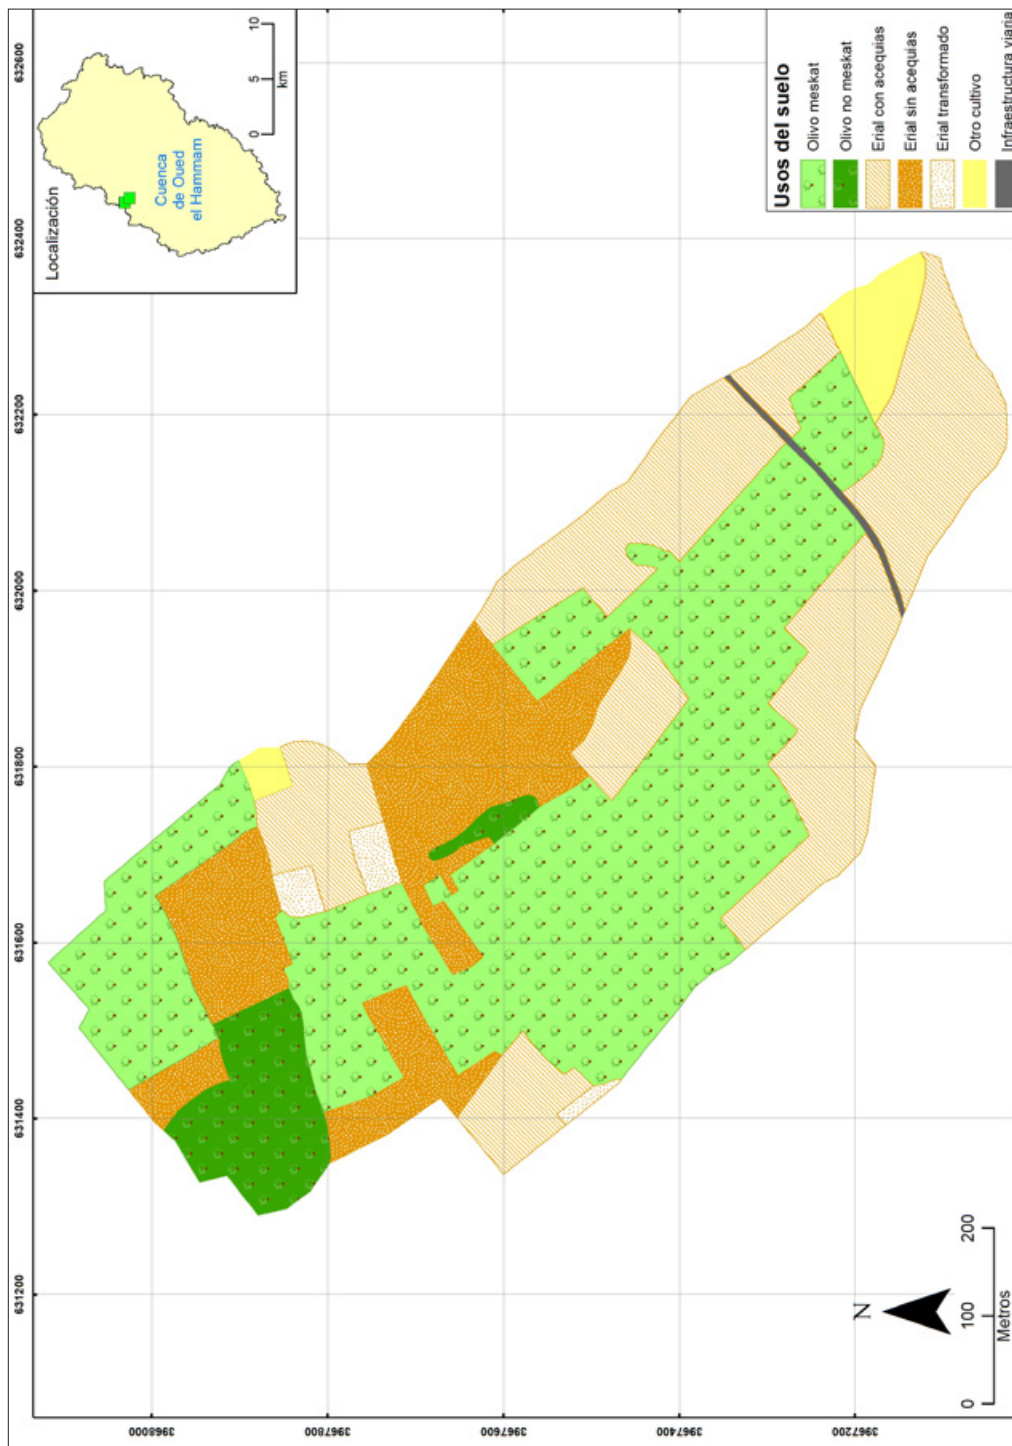 631200
631400
631600
631800
632000
632200
632400
632600
3968000
3967800
3967600
3967400
3967200
Localización
Cuenca
de Oued
el Hammam
0 5 10
km
Usos del suelo
Olivo meskat
Olivo no meskat
Erial con acequias
Erial sin acequias
Erial transformado
Otro cultivo
Infraestructura viaria
N
0 100 200
Metros